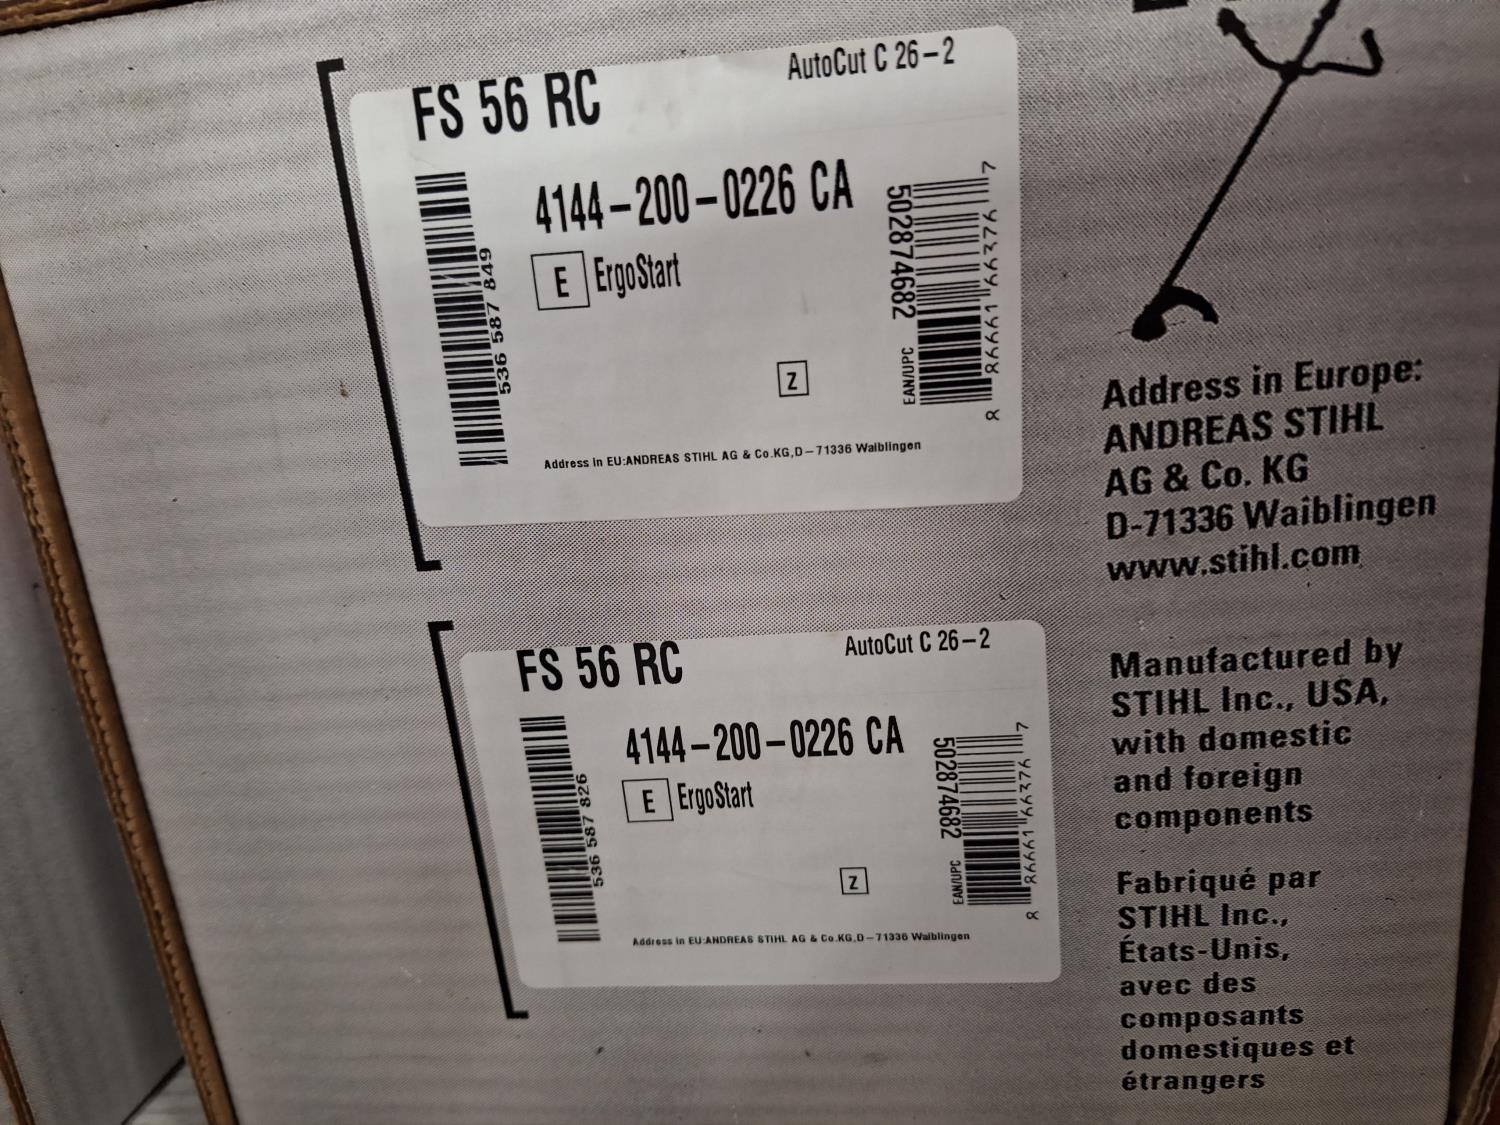 FS 56 RC
AutoCut C 26-2
4144-200-0226 CA
E ErgoStart
536 587 849
502874682
EAN/UPC
Z
Address in EU:ANDREAS STIHL AG & Co.KG,D-71336 Waiblingen
FS 56 RC
AutoCut C 26-2
4144-200-0226 CA
E ErgoStart
536 587 826
502874682
EAN/UPC
Z
Address in EU:ANDREAS STIHL AG & Co.KG,D-71336 Waiblingen
Address in Europe:
ANDREAS STIHL
AG & Co. KG
D-71336 Waiblingen
www.stihl.com
Manufactured by
STIHL Inc., USA,
with domestic
and foreign
components
Fabriqué par
STIHL Inc.,
États-Unis,
avec des
composants
domestiques et
étrangers